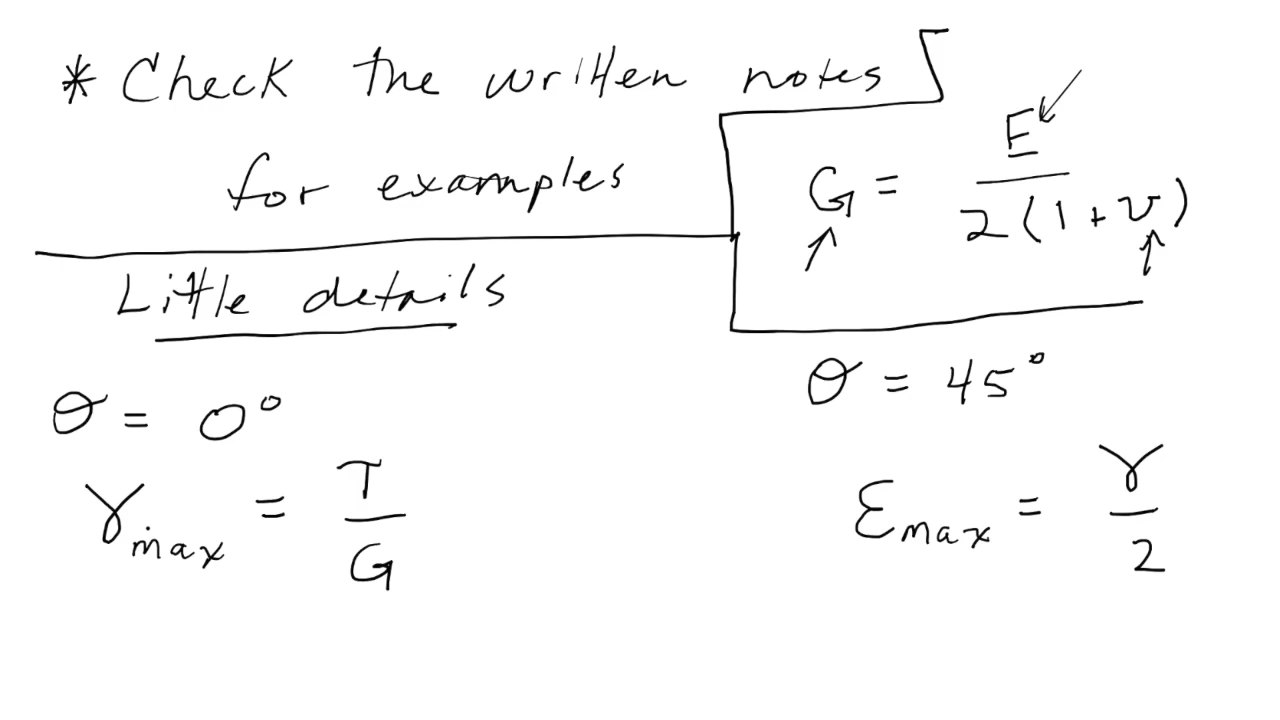 * Check the written notes
for examples
G = E / 2(1+ν)
Little details
θ = 0°
γmax = τ / G
θ = 45°
εmax = γ / 2